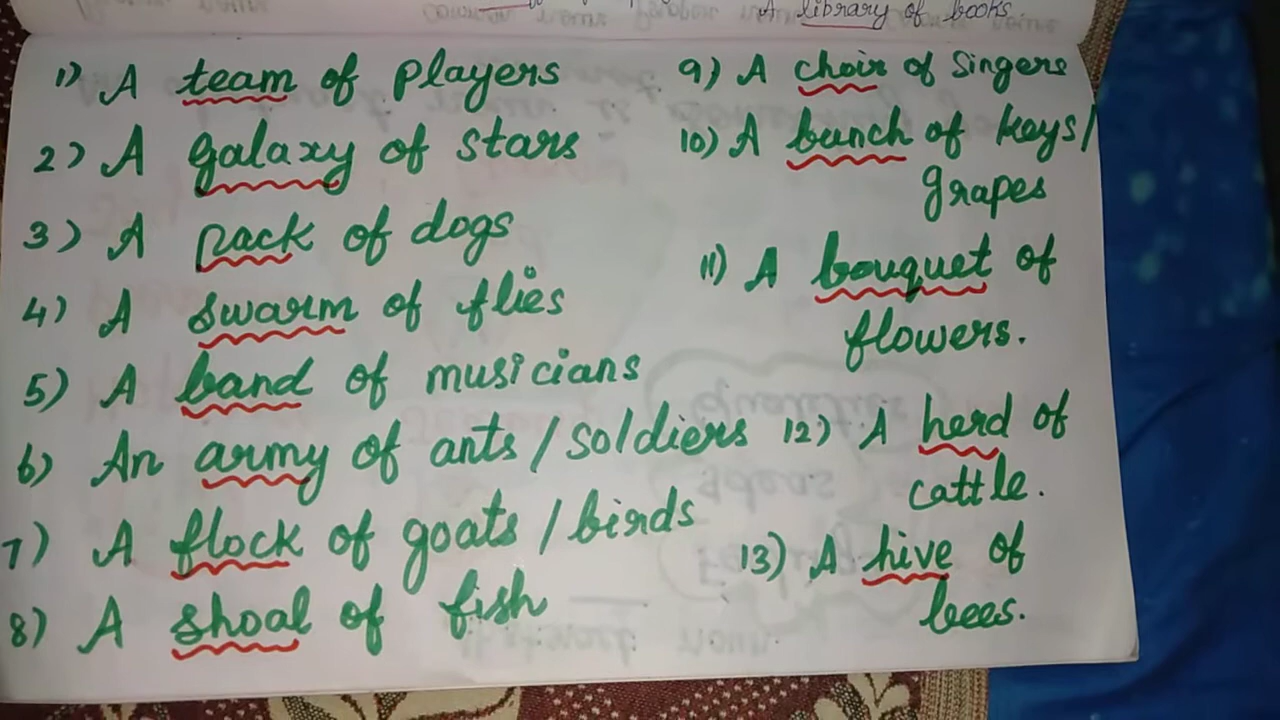 A library of books
1) A team of players
2) A galaxy of stars
3) A pack of dogs
4) A swarm of flies
5) A band of musicians
6) An army of ants / soldiers
7) A flock of goats / birds
8) A shoal of fish
9) A choir of Singers
10) A bunch of keys /
grapes
11) A bouquet of
flowers.
12) A herd of
cattle.
13) A hive of
bees.